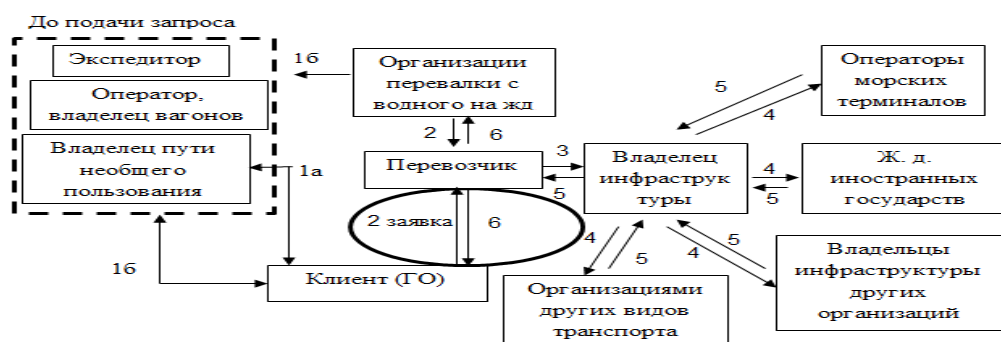 До подачи запроса
Экспедитор
Оператор,
владелец вагонов
Владелец пути
необщего
пользования
1б
1а
1б
Организации
перевалки с
водного на жд
2
6
Перевозчик
3
5
2 заявка
6
Клиент (ГО)
Владелец
инфраструк
туры
5
4
Операторы
морских
терминалов
4
5
Ж. д.
иностранных
государств
4
5
Организациями
других видов
транспорта
5
4
Владельцы
инфраструктуры
других
организаций